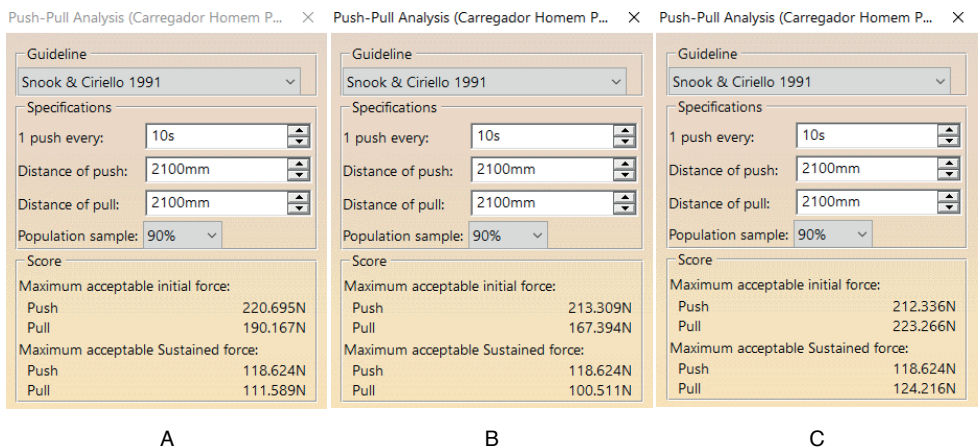 Push-Pull Analysis (Carregador Homem P...
Guideline
Snook & Ciriello 1991
Specifications
1 push every: 10s
Distance of push: 2100mm
Distance of pull: 2100mm
Population sample: 90%
Score
Maximum acceptable initial force:
Push 220.695N
Pull 190.167N
Maximum acceptable Sustained force:
Push 118.624N
Pull 111.589N
A
Push-Pull Analysis (Carregador Homem P...
Guideline
Snook & Ciriello 1991
Specifications
1 push every: 10s
Distance of push: 2100mm
Distance of pull: 2100mm
Population sample: 90%
Score
Maximum acceptable initial force:
Push 213.309N
Pull 167.394N
Maximum acceptable Sustained force:
Push 118.624N
Pull 100.511N
B
Push-Pull Analysis (Carregador Homem P...
Guideline
Snook & Ciriello 1991
Specifications
1 push every: 10s
Distance of push: 2100mm
Distance of pull: 2100mm
Population sample: 90%
Score
Maximum acceptable initial force:
Push 212.336N
Pull 223.266N
Maximum acceptable Sustained force:
Push 118.624N
Pull 124.216N
C